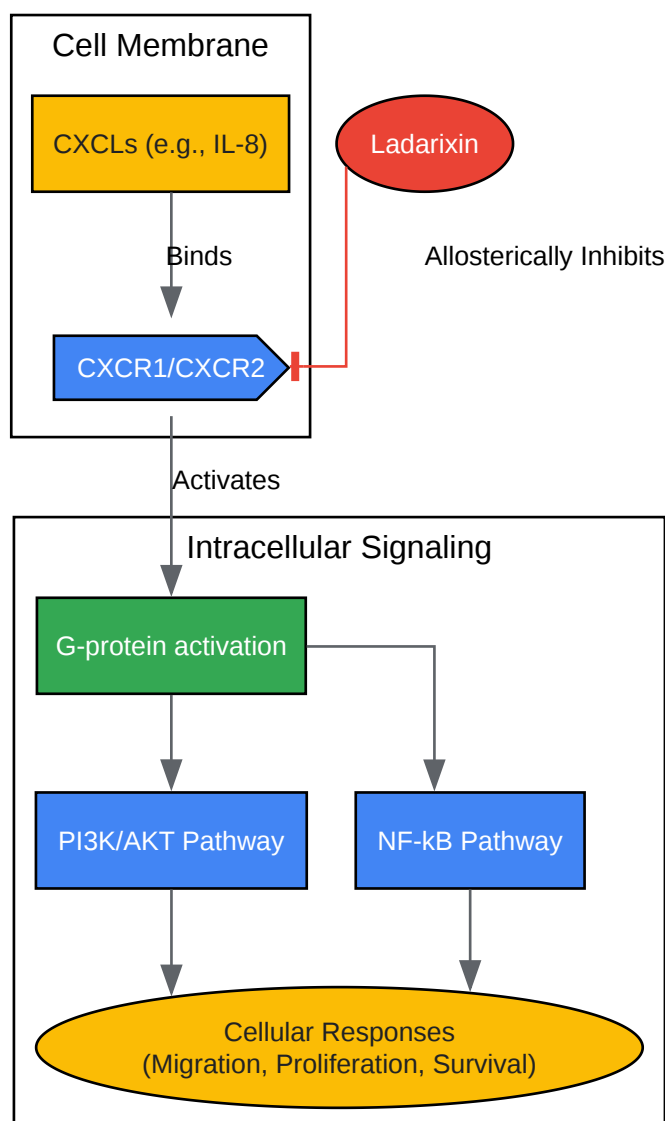 Cell Membrane
CXCLs (e.g., IL-8)
Ladarixin
Binds
Allosterically Inhibits
CXCR1/CXCR2
Activates
Intracellular Signaling
G-protein activation
PI3K/AKT Pathway
NF-kB Pathway
Cellular Responses
(Migration, Proliferation, Survival)